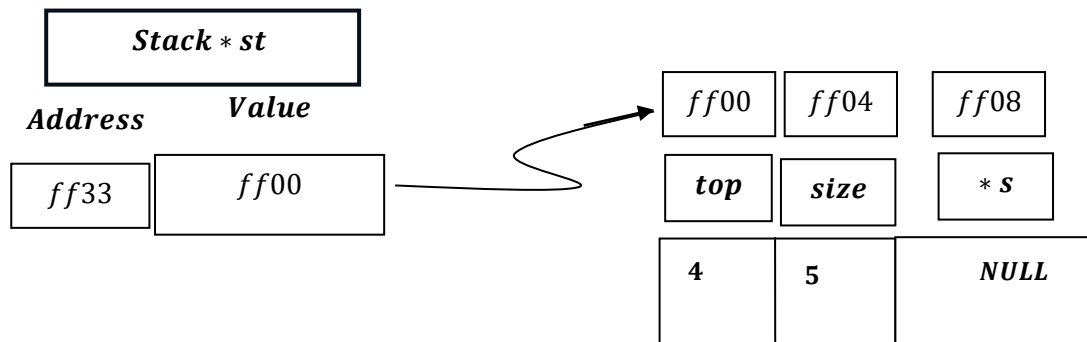 Stack * st
Address Value
ff33 ff00
ff00 ff04 ff08
top size * s
4 5 NULL